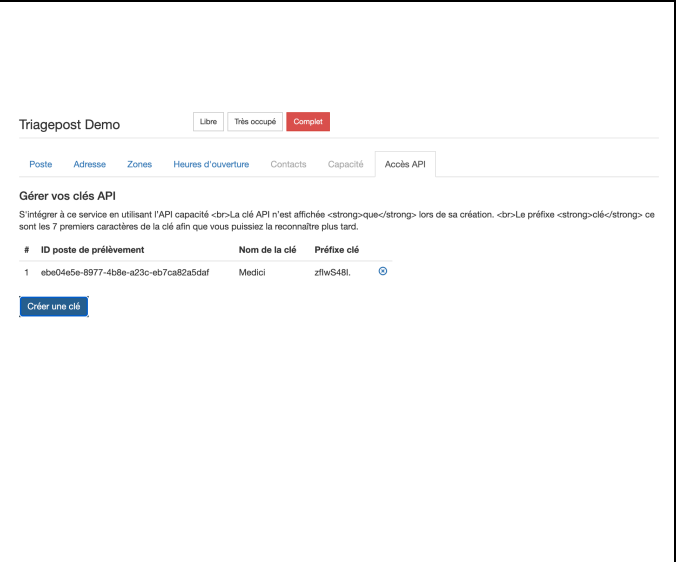 Triagepost Demo
Libre
Très occupé
Complet
Poste
Adresse
Zones
Heures d'ouverture
Contacts
Capacité
Accès API
Gérer vos clés API
S'intégrer à ce service en utilisant l'API capacité <br>La clé API n'est affichée <strong>que</strong> lors de sa création. <br>Le préfixe <strong>clé</strong> ce
sont les 7 premiers caractères de la clé afin que vous puissiez la reconnaître plus tard.
# ID poste de prélèvement Nom de la clé Préfixe clé
1 ebe04e5e-8977-4b8e-a23c-eb7ca82a5daf Medici zflwS48I.
Créer une clé